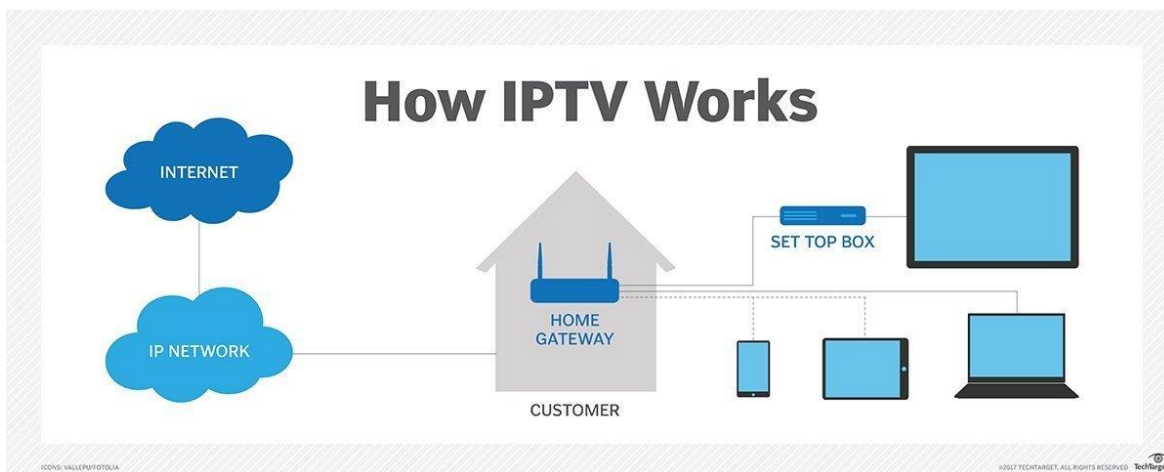 How IPTV Works
INTERNET
IP NETWORK
HOME
GATEWAY
CUSTOMER
SET TOP BOX
ICONS: VALLEPU/FOTOLIA
©2017 TECHTARGET. ALL RIGHTS RESERVED
TechTarge